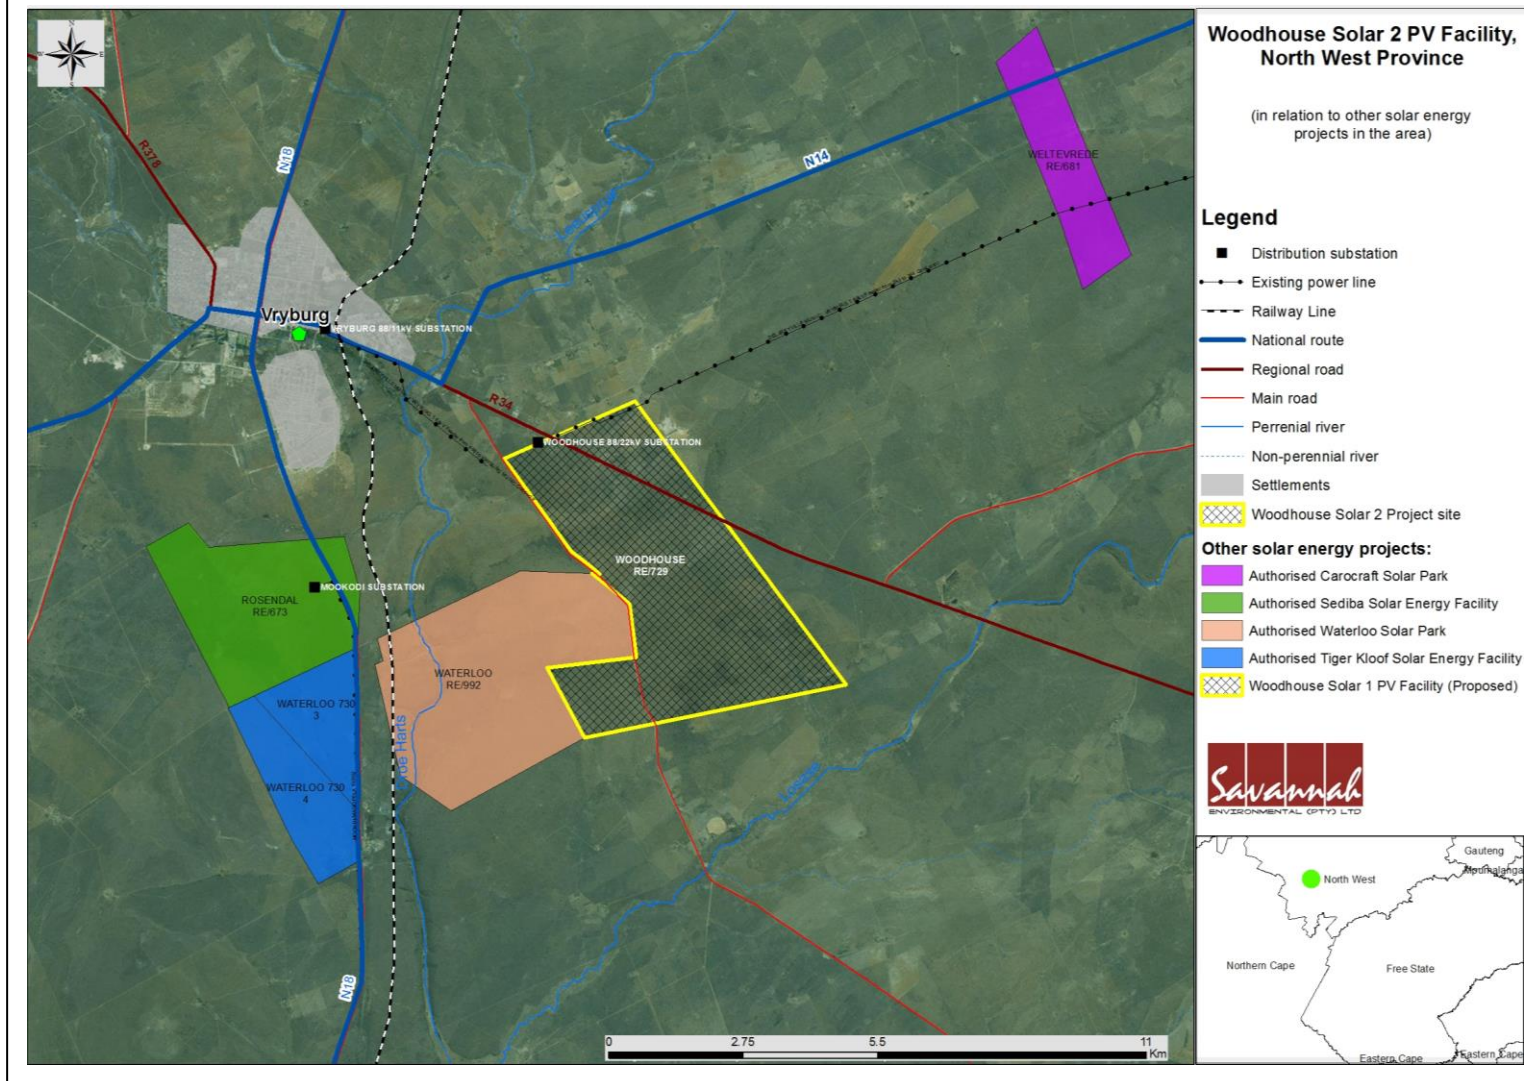 Woodhouse Solar 2 PV Facility,
North West Province
(in relation to other solar energy
projects in the area)
Legend
Distribution substation
Existing power line
Railway Line
National route
Regional road
Main road
Perrenial river
Non-perennial river
Settlements
Woodhouse Solar 2 Project site
Other solar energy projects:
Authorised Carocraft Solar Park
Authorised Sediba Solar Energy Facility
Authorised Waterloo Solar Park
Authorised Tiger Kloof Solar Energy Facility
Woodhouse Solar 1 PV Facility (Proposed)
Savannah
ENVIRONMENTAL (PTY) LTD
Gauteng
Mpumalanga
North West
Northern Cape
Free State
Eastern Cape
Eastern Cape
N
W
E
S
R378
N18
N14
WELTEVREDE
RE/681
Vryburg
VRYBURG 88/11kV SUBSTATION
R34
WOODHOUSE 88/22kV SUBSTATION
WOODHOUSE
RE/729
MOOKODI SUBSTATION
ROSENDAL
RE/673
WATERLOO
RE/992
WATERLOO 730
3
WATERLOO 730
4
Harts
N18
0
2.75
5.5
11
Km